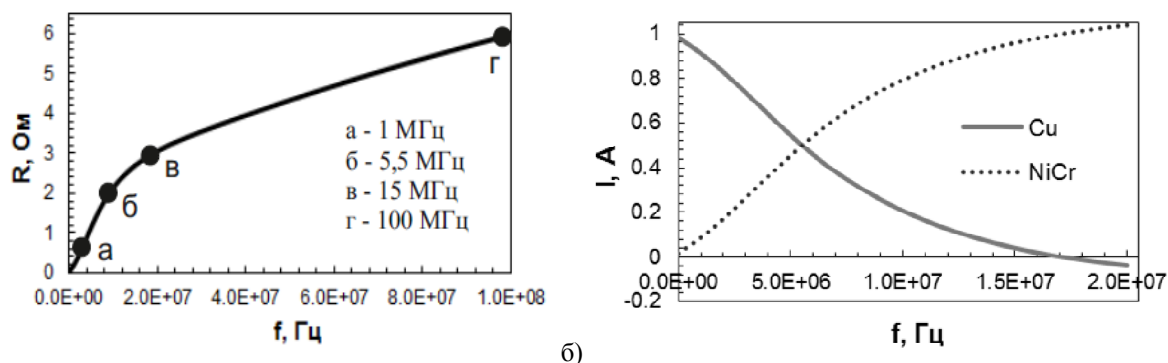 R, Ом
6
5
4
3
2
1
0
а
б
в
г
а - 1 МГц
б - 5,5 МГц
в - 15 МГц
г - 100 МГц
0.0E+00 2.0E+07 4.0E+07 6.0E+07 8.0E+07 1.0E+08
f, Гц
б)
I, А
1
0.8
0.6
0.4
0.2
0
-0.2
Cu
NiCr
0.0E+00 5.0E+06 1.0E+07 1.5E+07 2.0E+07
f, Гц